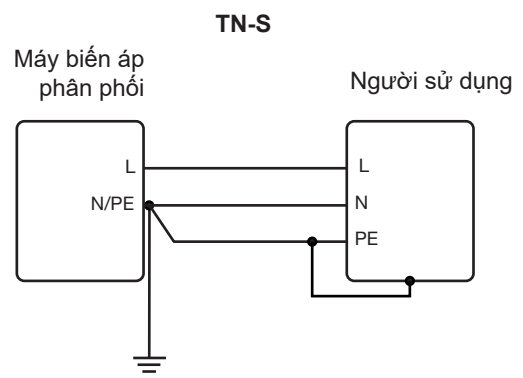 TN-S
Máy biến áp
phân phối
Người sử dụng
L
L
N/PE
N
PE